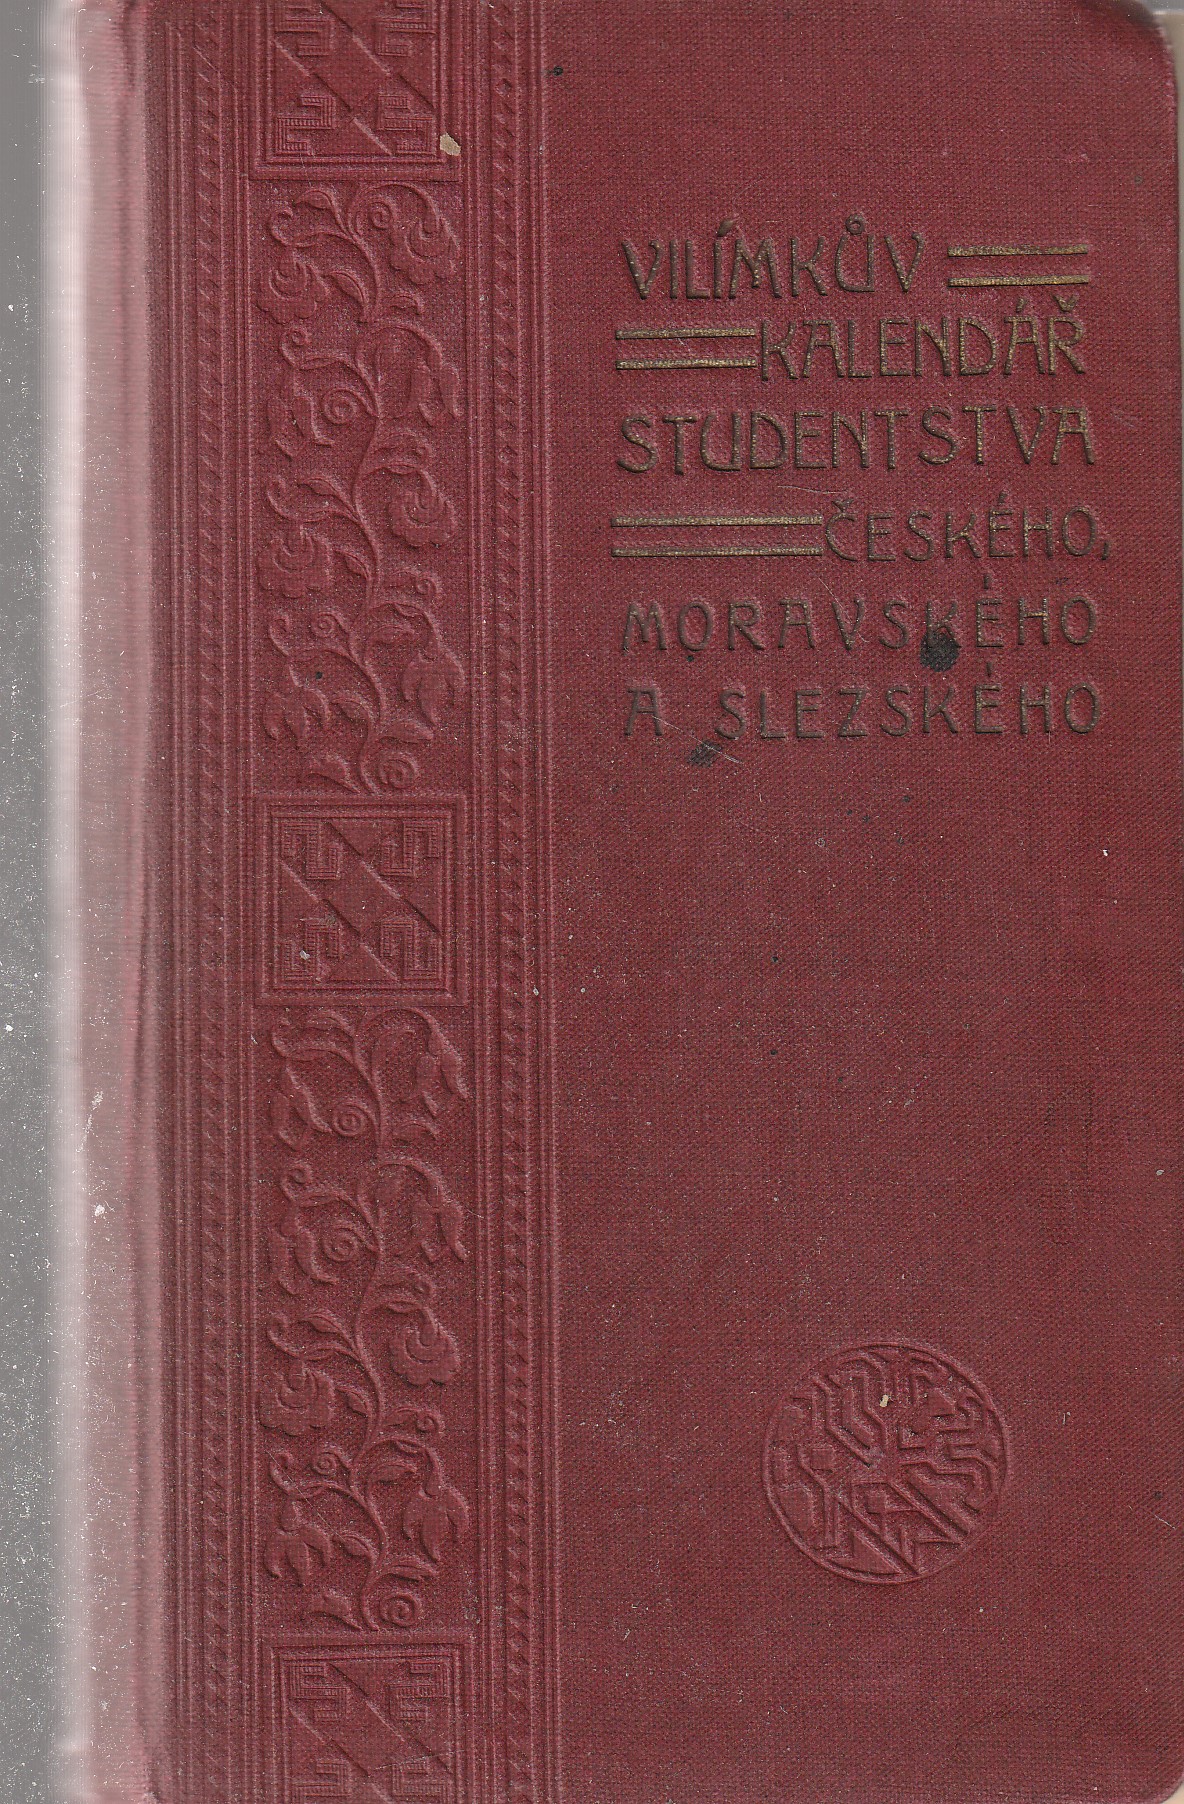 VILÍMKŮV
KALENDÁŘ
STUDENTSTVA
ČESKÉHO,
MORAVSKÉHO
A SLEZSKÉHO